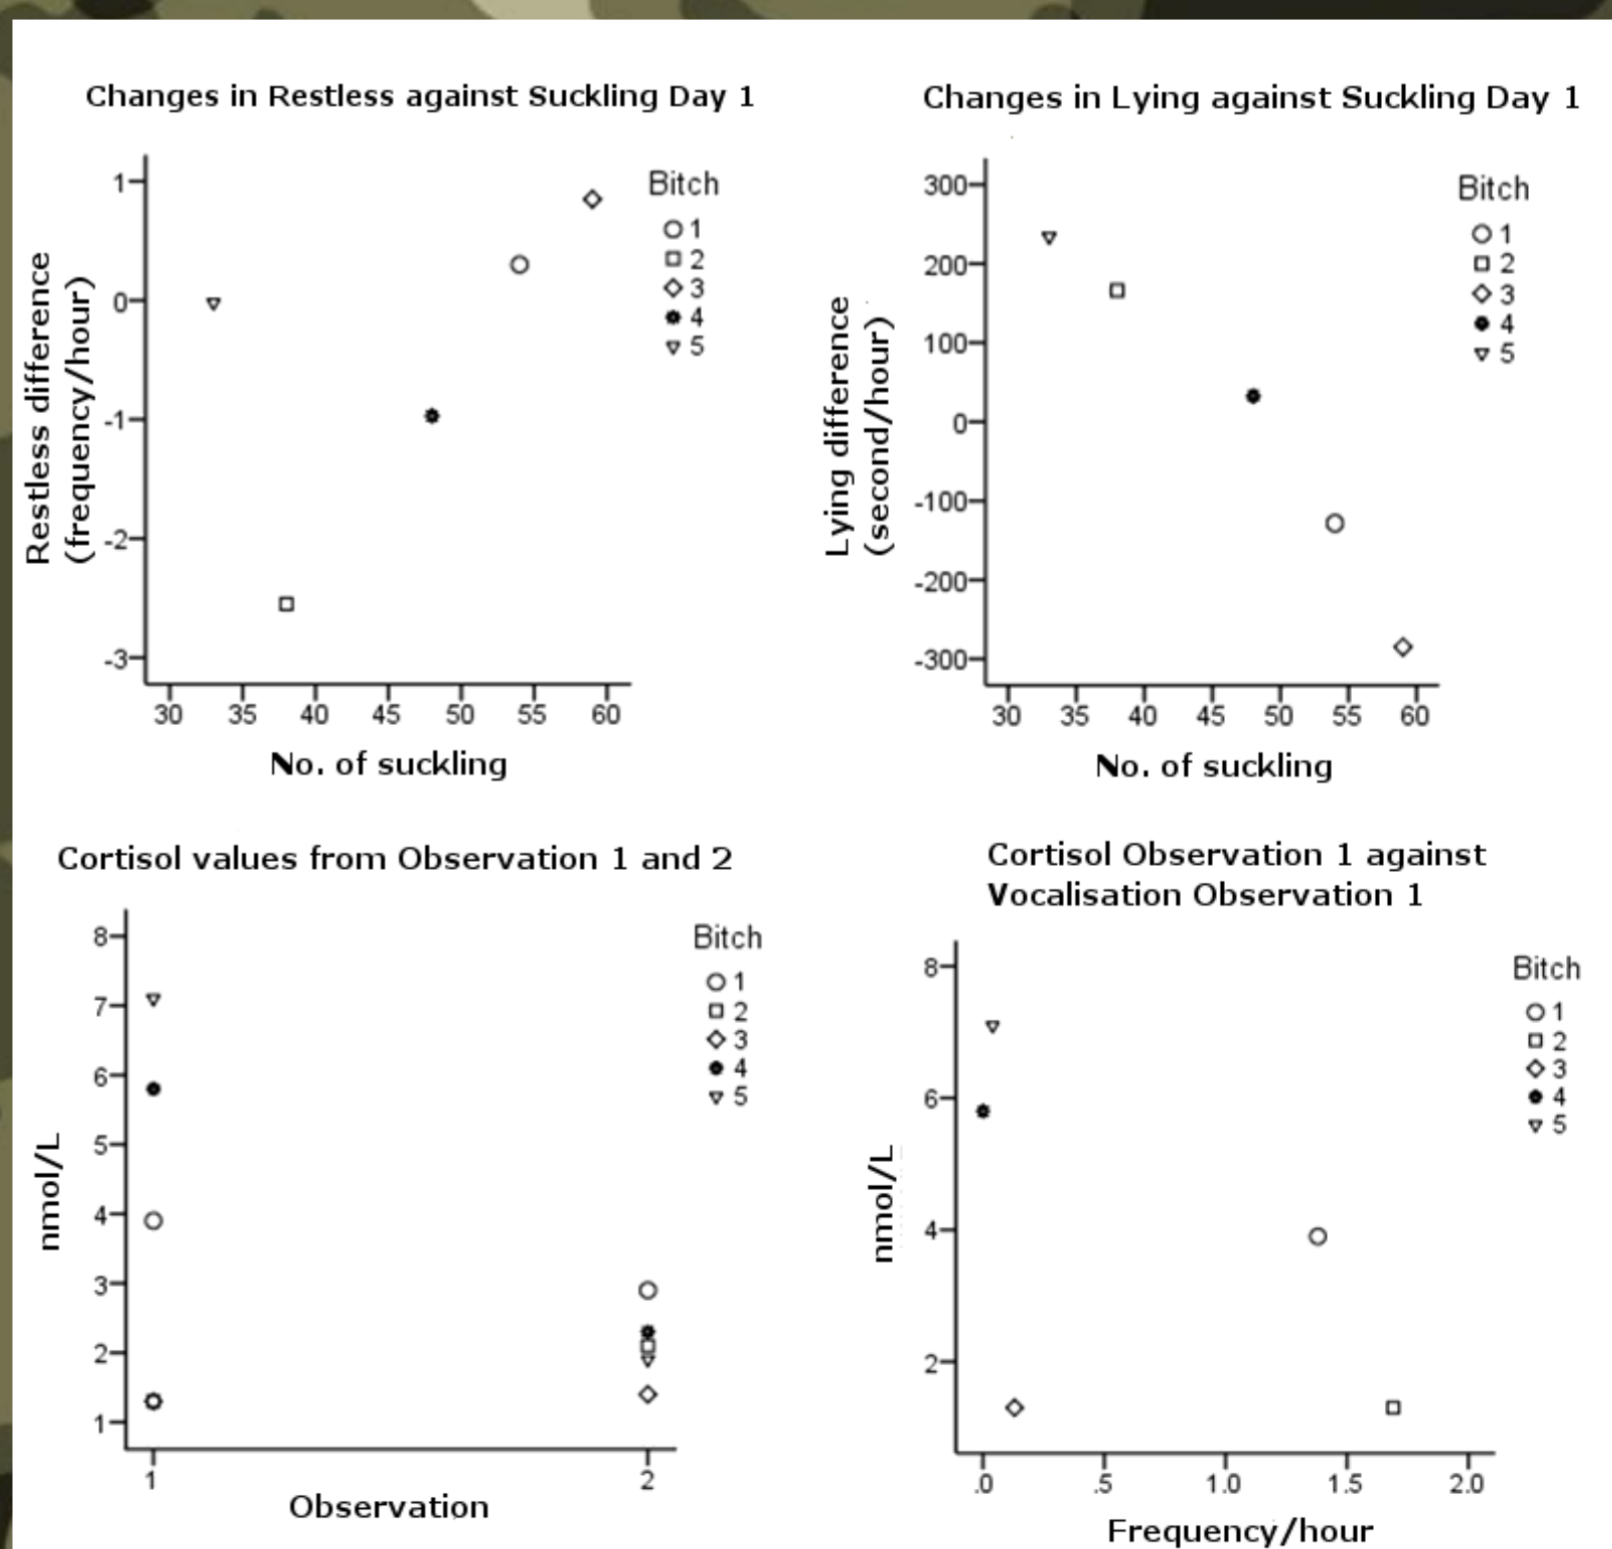 Changes in Restless against Suckling Day 1
Restless difference
(frequency/hour)
1
0
-1
-2
-3
30 35 40 45 50 55 60
No. of suckling
Bitch
1
2
3
4
5
Changes in Lying against Suckling Day 1
Lying difference
(second/hour)
300
200
100
0
-100
-200
-300
30 35 40 45 50 55 60
No. of suckling
Bitch
1
2
3
4
5
Cortisol values from Observation 1 and 2
nmol/L
8
7
6
5
4
3
2
1
1 2
Observation
Bitch
1
2
3
4
5
Cortisol Observation 1 against
Vocalisation Observation 1
nmol/L
8
6
4
2
.0 .5 1.0 1.5 2.0
Frequency/hour
Bitch
1
2
3
4
5